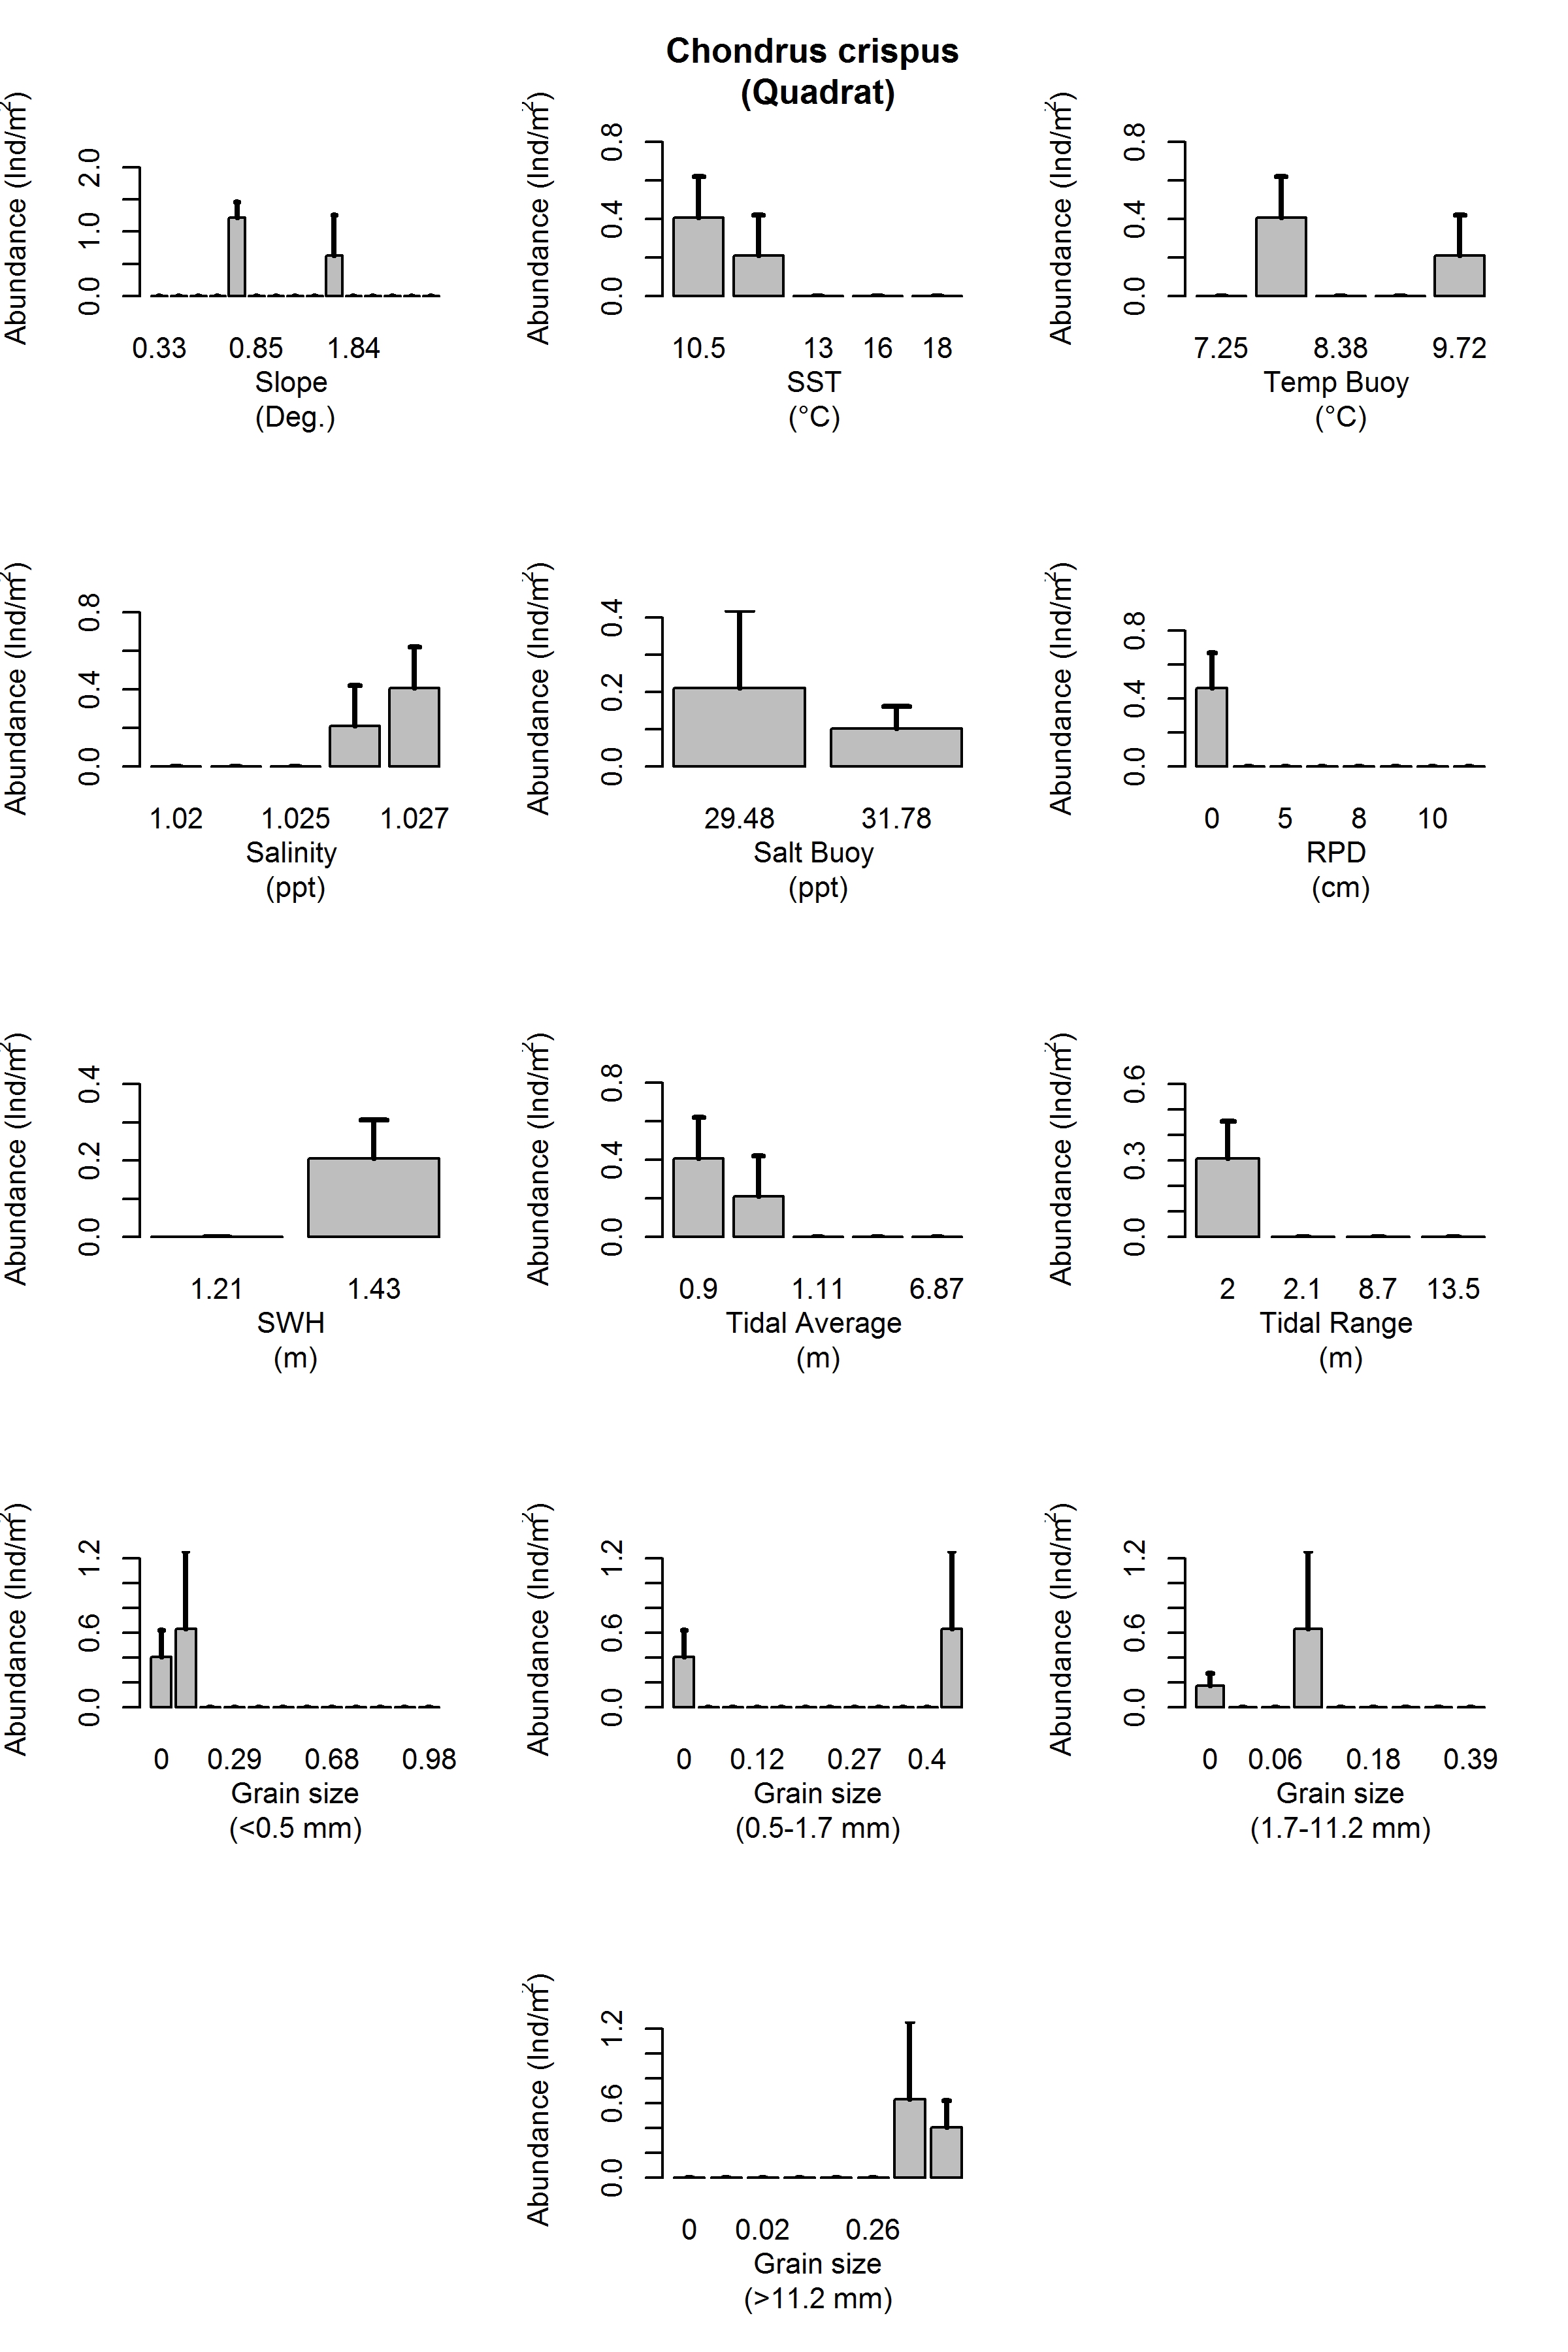 Chondrus crispus
(Quadrat)
Abundance (Ind/m²)
0.0 1.0 2.0
0.33 0.85 1.84
Slope
(Deg.)
Abundance (Ind/m²)
0.0 0.4 0.8
10.5 13 16 18
SST
(°C)
Abundance (Ind/m²)
0.0 0.4 0.8
7.25 8.38 9.72
Temp Buoy
(°C)
Abundance (Ind/m²)
0.0 0.4 0.8
1.02 1.025 1.027
Salinity
(ppt)
Abundance (Ind/m²)
0.0 0.2 0.4
29.48 31.78
Salt Buoy
(ppt)
Abundance (Ind/m²)
0.0 0.4 0.8
0 5 8 10
RPD
(cm)
Abundance (Ind/m²)
0.0 0.2 0.4
1.21 1.43
SWH
(m)
Abundance (Ind/m²)
0.0 0.4 0.8
0.9 1.11 6.87
Tidal Average
(m)
Abundance (Ind/m²)
0.0 0.3 0.6
2 2.1 8.7 13.5
Tidal Range
(m)
Abundance (Ind/m²)
0.0 0.6 1.2
0 0.29 0.68 0.98
Grain size
(<0.5 mm)
Abundance (Ind/m²)
0.0 0.6 1.2
0 0.12 0.27 0.4
Grain size
(0.5-1.7 mm)
Abundance (Ind/m²)
0.0 0.6 1.2
0 0.06 0.18 0.39
Grain size
(1.7-11.2 mm)
Abundance (Ind/m²)
0.0 0.6 1.2
0 0.02 0.26
Grain size
(>11.2 mm)